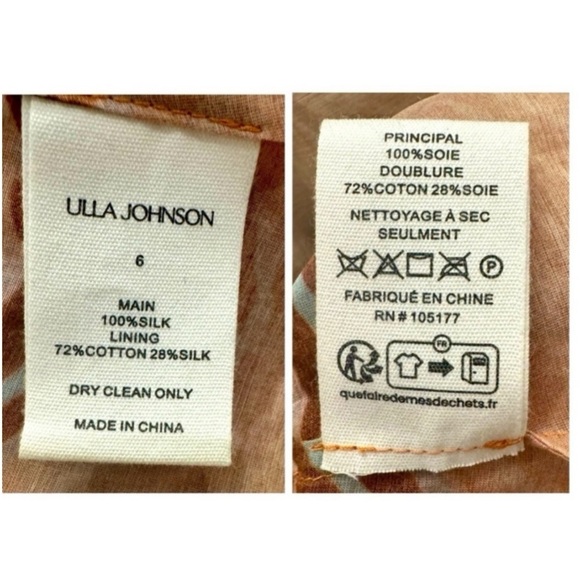 ULLA JOHNSON
6
MAIN
100%SILK
LINING
72%COTTON 28%SILK
DRY CLEAN ONLY
MADE IN CHINA
PRINCIPAL
100%SOIE
DOUBLURE
72%COTON 28%SOIE
NETTOYAGE À SEC
SEULMENT
P
FABRIQUÉ EN CHINE
RN # 105177
FR
quefairedemesdechets.fr